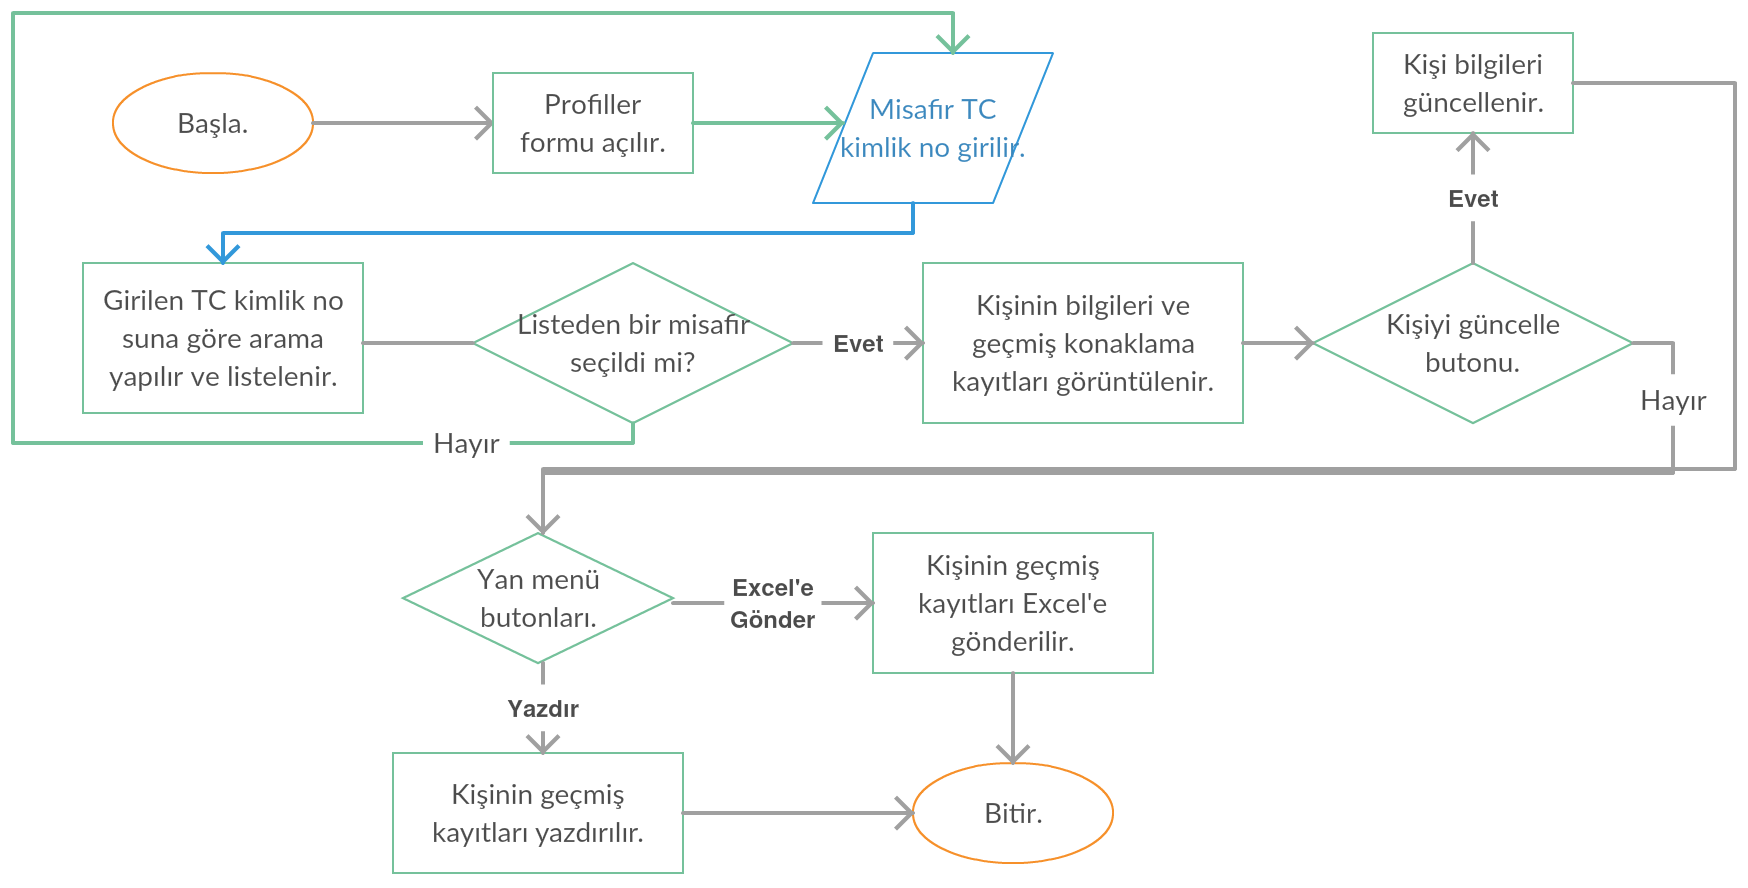 Başla.
Profiller
formu açılır.
Misafir TC
kimlik no girilir.
Kişi bilgileri
güncellenir.
Evet
Girilen TC kimlik no
suna göre arama
yapılır ve listelenir.
Listeden bir misafir
seçildi mi?
Evet
Kişinin bilgileri ve
geçmiş konaklama
kayıtları görüntülenir.
Kişiyi güncelle
butonu.
Hayır
Hayır
Yan menü
butonları.
Excel'e
Gönder
Kişinin geçmiş
kayıtları Excel'e
gönderilir.
Yazdır
Kişinin geçmiş
kayıtları yazdırılır.
Bitir.